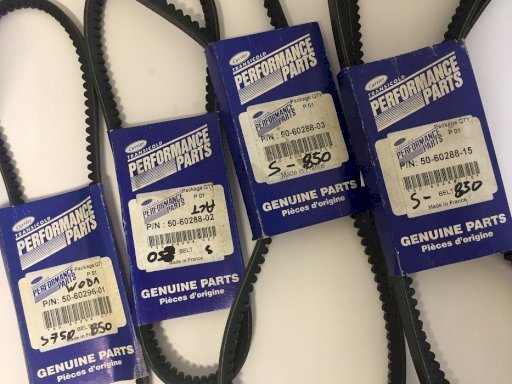 Carrier
TRANSICOLD
PERFORMANCE
PARTS
Package QTY
P 01
P/N: 50-60296-01
WODA
BELT
S750 850
GENUINE PARTS
Pièces d'origine
Carrier
TRANSICOLD
PERFORMANCE
PARTS
Package QTY
P 01
P/N : 50-60288-02
BELT
Made in France
GENUINE PARTS
Pièces d'origine
Carrier
TRANSICOLD
PERFORMANCE
PARTS
Package QTY
P 01
P/N: 50-60288-03
S-850
Made in France
GENUINE PARTS
Pièces d'origine
Carrier
TRANSICOLD
PERFORMANCE
PARTS
Package QTY
P 01
P/N: 50-60288-15
BELT
S-850
Made in France
GENUINE PARTS
Pièces d'origine